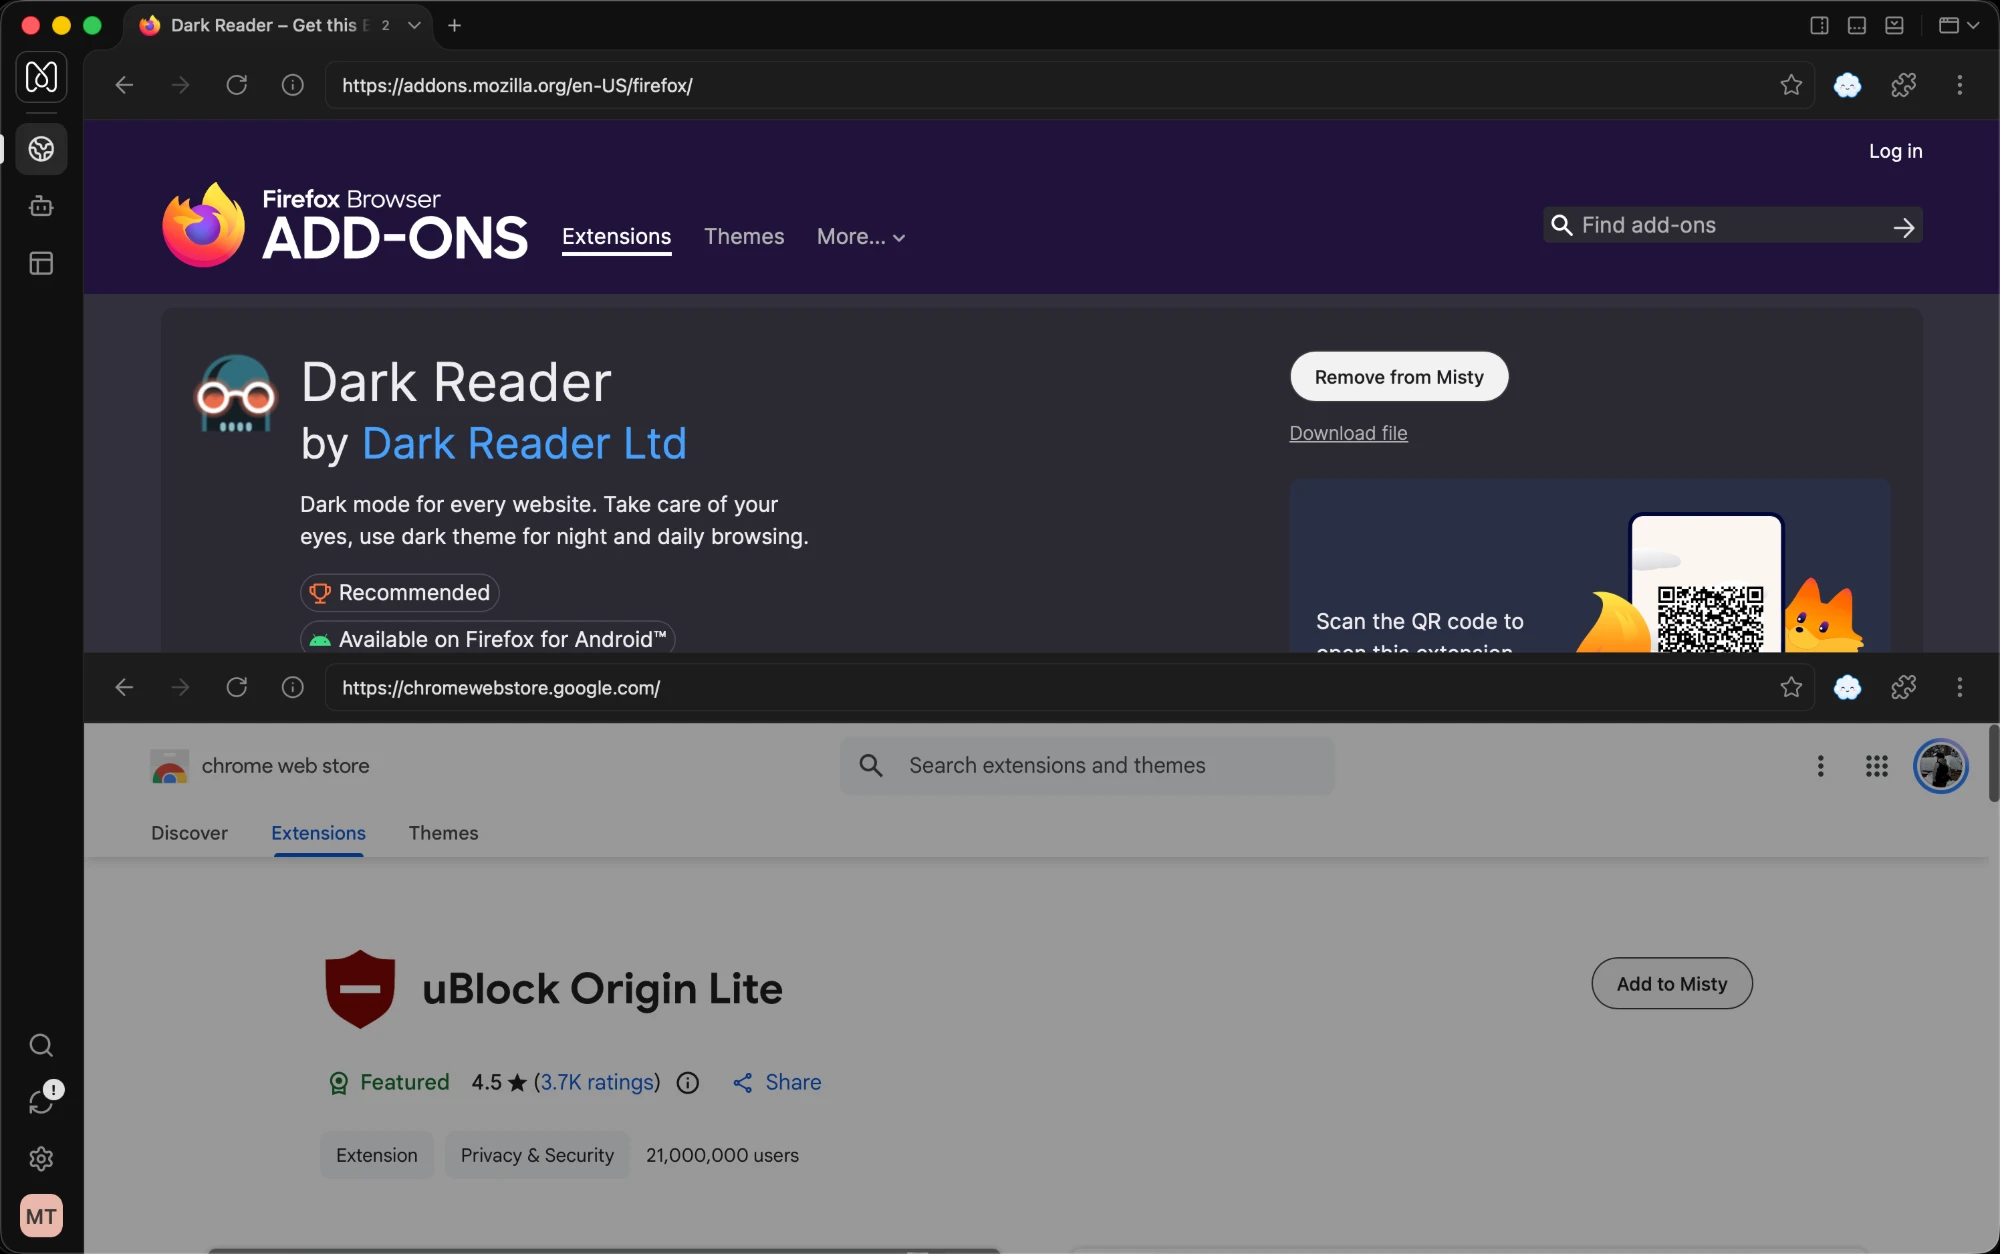 Dark Reader – Get this
2
https://addons.mozilla.org/en-US/firefox/
Log in
Firefox Browser
ADD-ONS
Extensions
Themes
More...
Find add-ons
Dark Reader
by Dark Reader Ltd
Remove from Misty
Download file
Dark mode for every website. Take care of your
eyes, use dark theme for night and daily browsing.
Recommended
Available on Firefox for Android™
Scan the QR code to
open this extension
https://chromewebstore.google.com/
chrome web store
Search extensions and themes
Discover
Extensions
Themes
uBlock Origin Lite
Add to Misty
Featured
4.5 ★ (3.7K ratings)
Share
Extension
Privacy & Security
21,000,000 users
MT